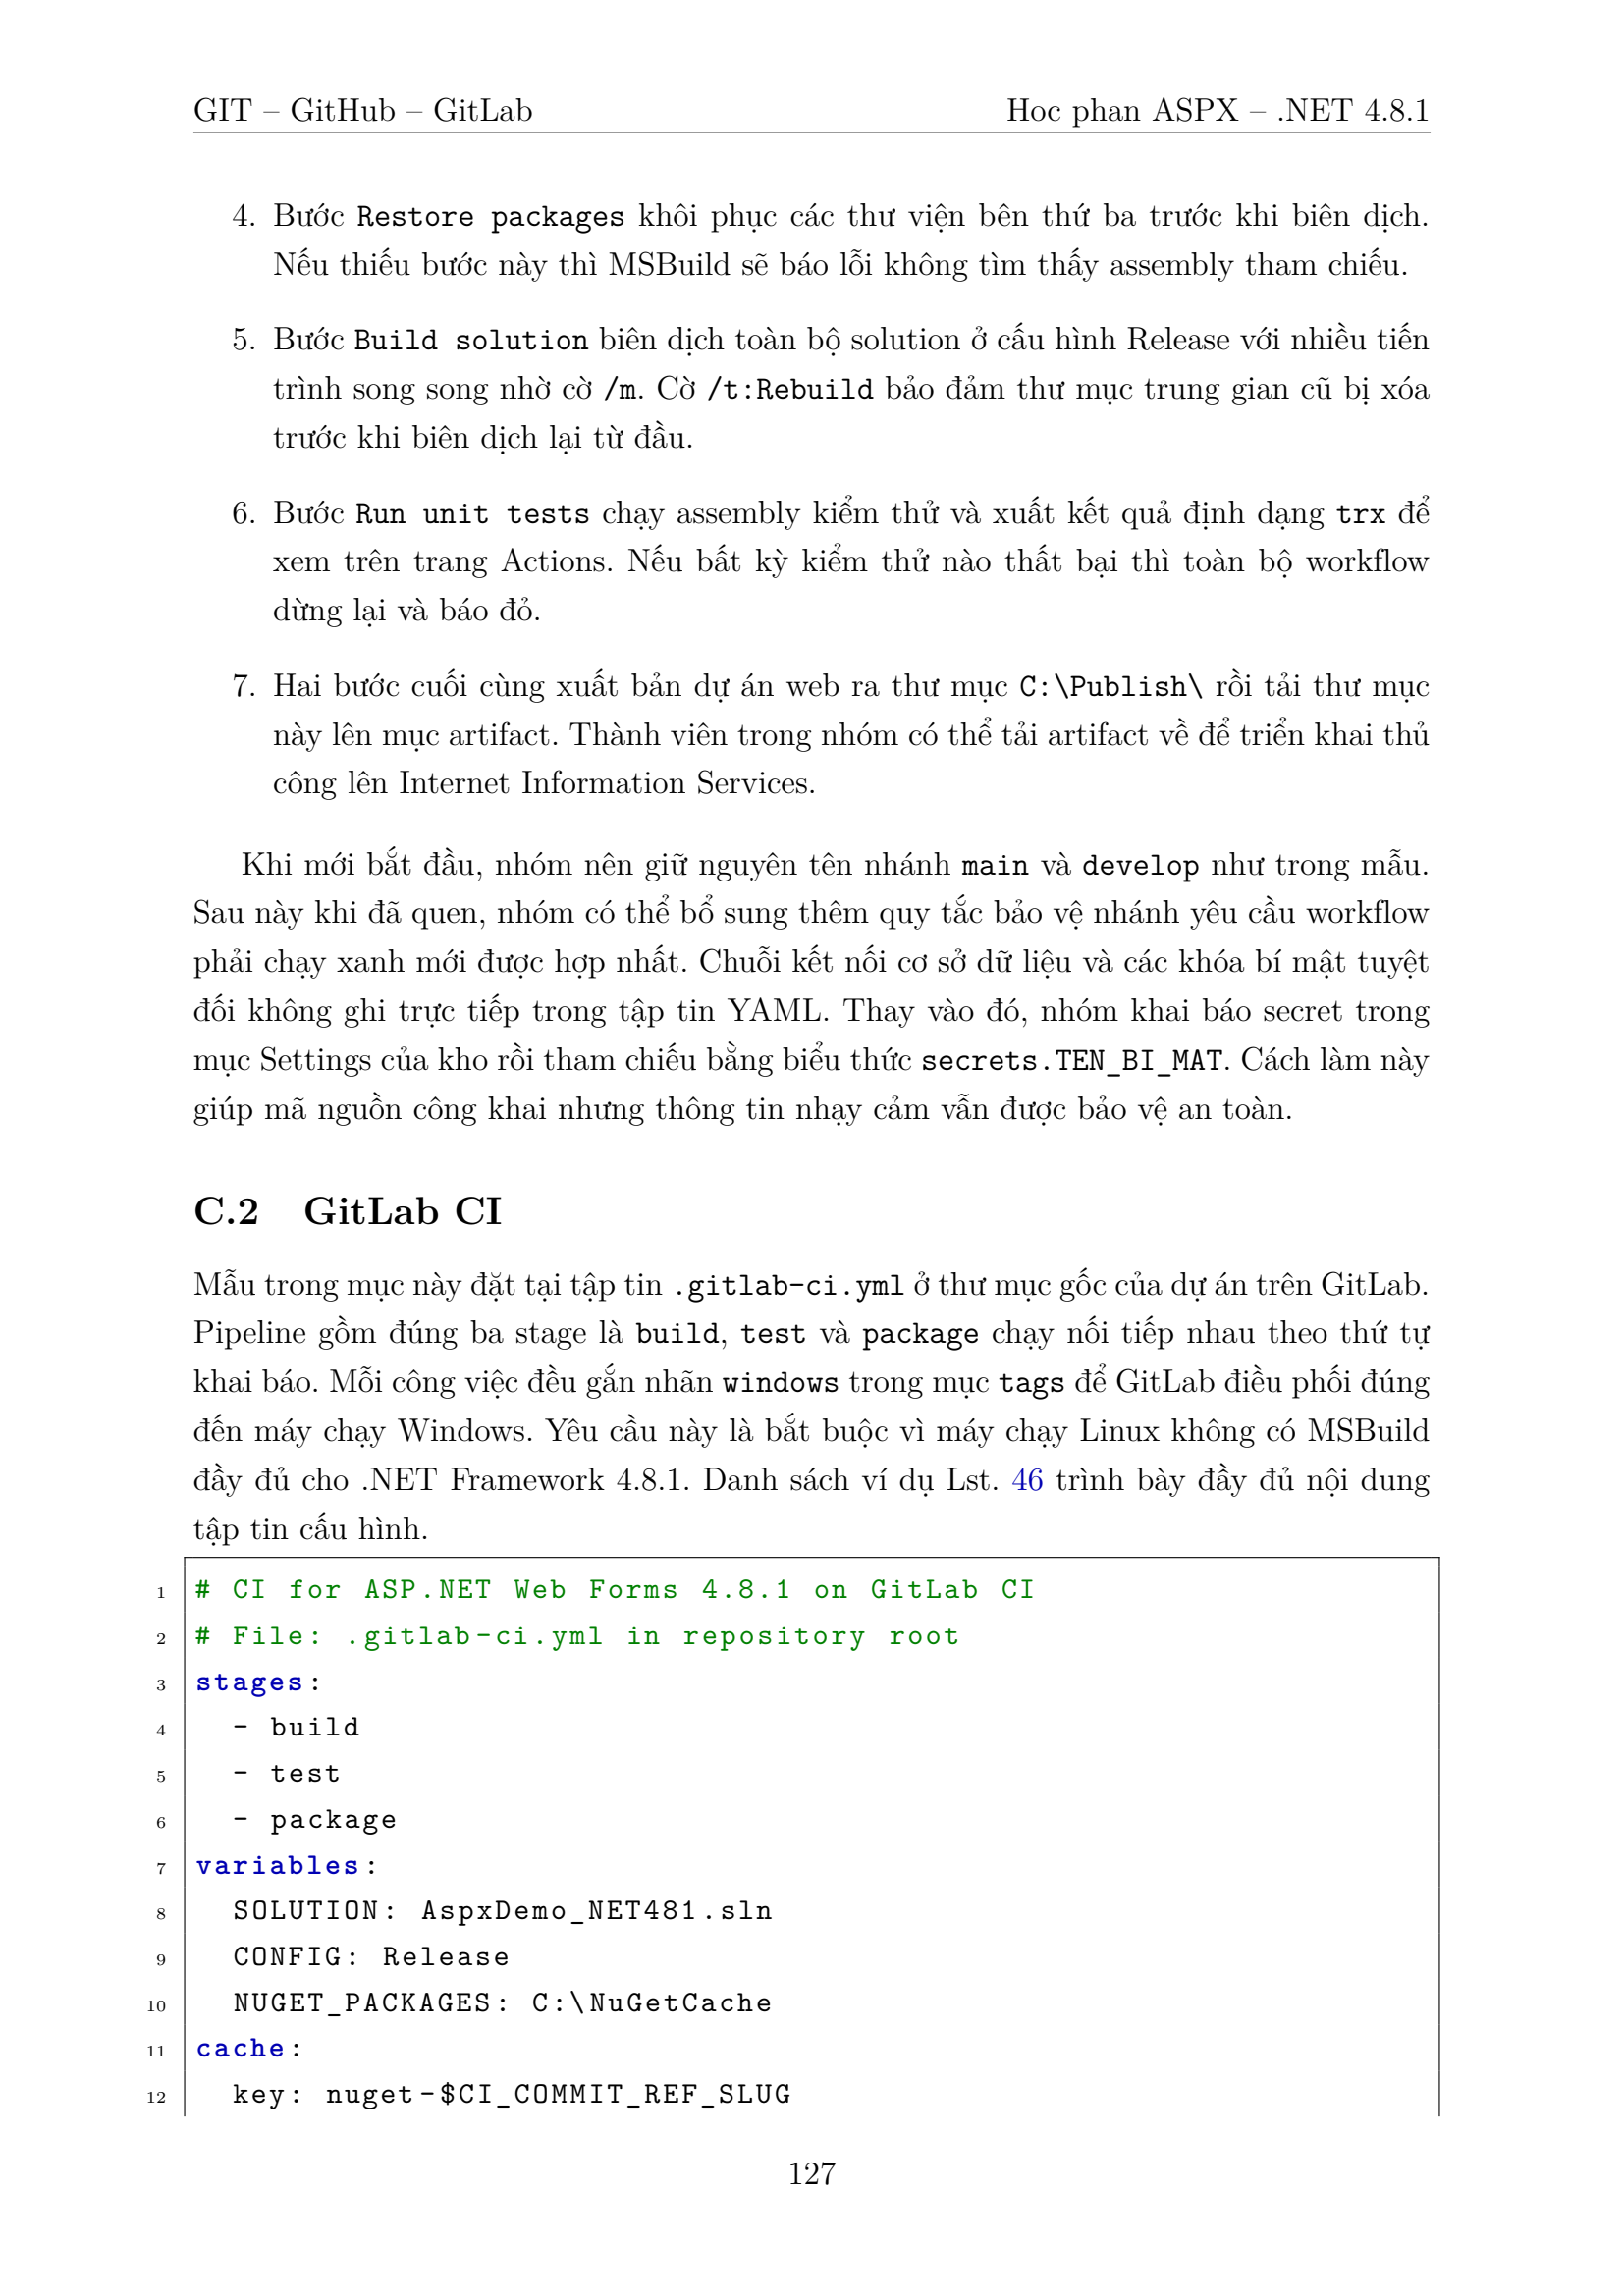 GIT – GitHub – GitLab
Hoc phan ASPX – .NET 4.8.1
4. Bước Restore packages khôi phục các thư viện bên thứ ba trước khi biên dịch.
Nếu thiếu bước này thì MSBuild sẽ báo lỗi không tìm thấy assembly tham chiếu.
5. Bước Build solution biên dịch toàn bộ solution ở cấu hình Release với nhiều tiến
trình song song nhờ cờ /m. Cờ /t:Rebuild bảo đảm thư mục trung gian cũ bị xóa
trước khi biên dịch lại từ đầu.
6. Bước Run unit tests chạy assembly kiểm thử và xuất kết quả định dạng trx để
xem trên trang Actions. Nếu bất kỳ kiểm thử nào thất bại thì toàn bộ workflow
dừng lại và báo đỏ.
7. Hai bước cuối cùng xuất bản dự án web ra thư mục C:\Publish\ rồi tải thư mục
này lên mục artifact. Thành viên trong nhóm có thể tải artifact về để triển khai thủ
công lên Internet Information Services.
Khi mới bắt đầu, nhóm nên giữ nguyên tên nhánh main và develop như trong mẫu.
Sau này khi đã quen, nhóm có thể bổ sung thêm quy tắc bảo vệ nhánh yêu cầu workflow
phải chạy xanh mới được hợp nhất. Chuỗi kết nối cơ sở dữ liệu và các khóa bí mật tuyệt
đối không ghi trực tiếp trong tập tin YAML. Thay vào đó, nhóm khai báo secret trong
mục Settings của kho rồi tham chiếu bằng biểu thức secrets.TEN_BI_MAT. Cách làm này
giúp mã nguồn công khai nhưng thông tin nhạy cảm vẫn được bảo vệ an toàn.
C.2 GitLab CI
Mẫu trong mục này đặt tại tập tin .gitlab-ci.yml ở thư mục gốc của dự án trên GitLab.
Pipeline gồm đúng ba stage là build, test và package chạy nối tiếp nhau theo thứ tự
khai báo. Mỗi công việc đều gắn nhãn windows trong mục tags để GitLab điều phối đúng
đến máy chạy Windows. Yêu cầu này là bắt buộc vì máy chạy Linux không có MSBuild
đầy đủ cho .NET Framework 4.8.1. Danh sách ví dụ Lst. 46 trình bày đầy đủ nội dung
tập tin cấu hình.
1 # CI for ASP.NET Web Forms 4.8.1 on GitLab CI
2 # File: .gitlab-ci.yml in repository root
3 stages:
4   - build
5   - test
6   - package
7 variables:
8   SOLUTION: AspxDemo_NET481.sln
9   CONFIG: Release
10   NUGET_PACKAGES: C:\NuGetCache
11 cache:
12   key: nuget-$CI_COMMIT_REF_SLUG
127